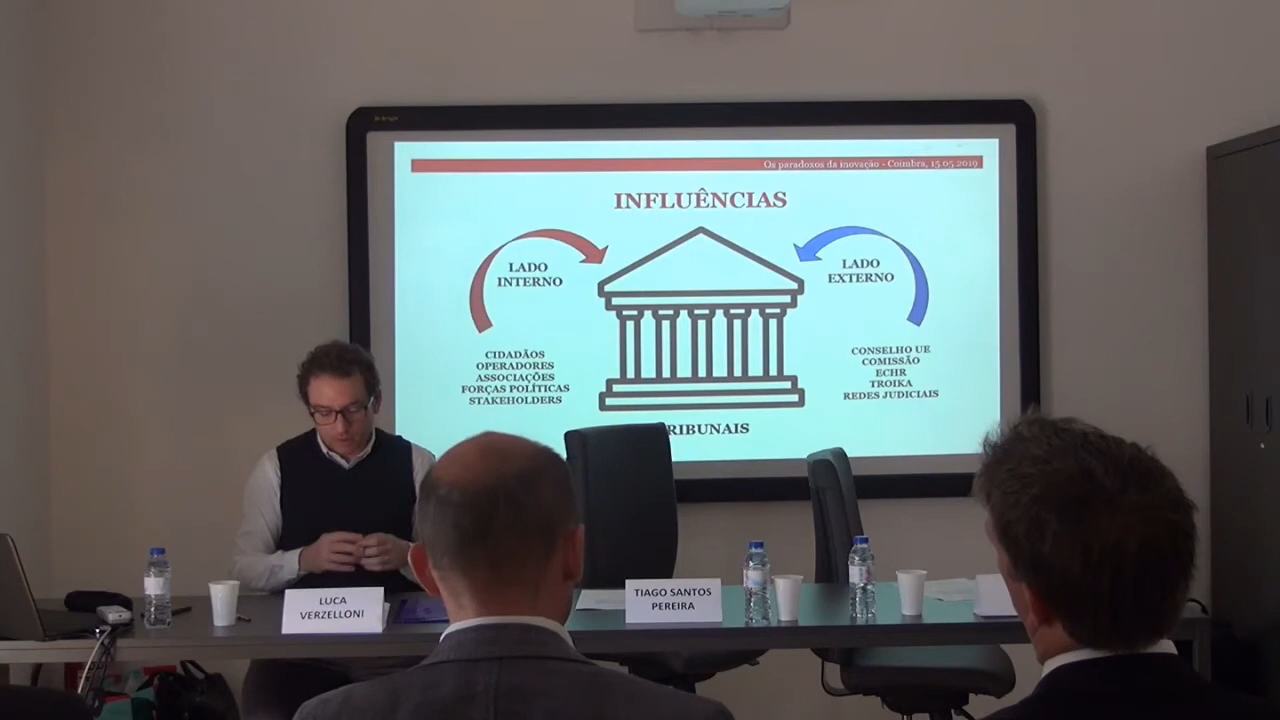 Os paradoxos da inovação - Coimbra, 15.05.2019
INFLUÊNCIAS
LADO
INTERNO
LADO
EXTERNO
CIDADÃOS
OPERADORES
ASSOCIAÇÕES
FORÇAS POLÍTICAS
STAKEHOLDERS
CONSELHO UE
COMISSÃO
ECHR
TROIKA
REDES JUDICIAIS
RIBUNAIS
LUCA
VERZELLONI
TIAGO SANTOS
PEREIRA